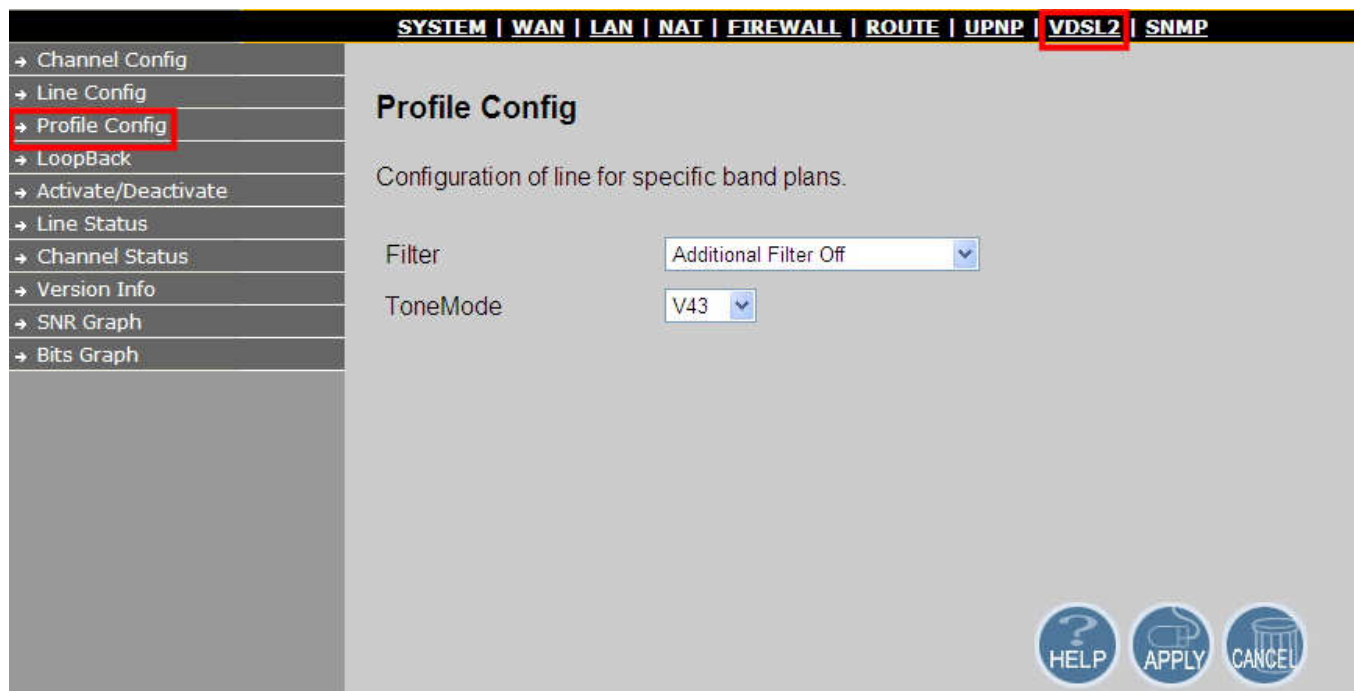 SYSTEM | WAN | LAN | NAT | FIREWALL | ROUTE | UPNP | VDSL2 | SNMP
Channel Config
Line Config
Profile Config
LoopBack
Activate/Deactivate
Line Status
Channel Status
Version Info
SNR Graph
Bits Graph
Profile Config
Configuration of line for specific band plans.
Filter Additional Filter Off
ToneMode V43
HELP APPLY CANCEL